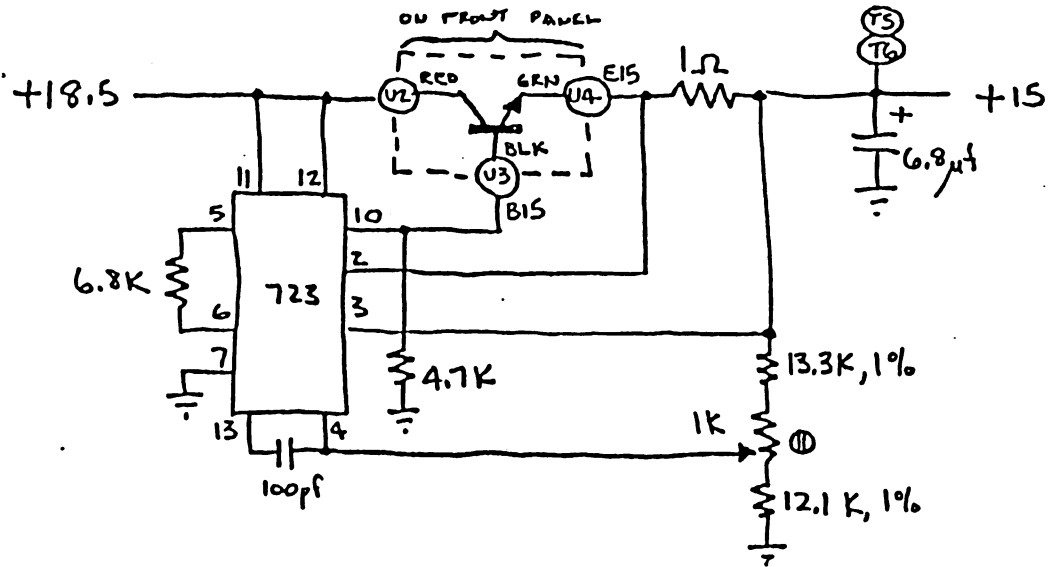 ON FRONT PANEL
T5
T6
+18.5
U2
RED
GRN
U4
E15
1Ω
+15
+
6.8μf
BLK
U3
B15
11
12
5
10
2
6.8K
723
6
3
7
4.7K
13.3K, 1%
13
4
1K
11
100pf
12.1K, 1%